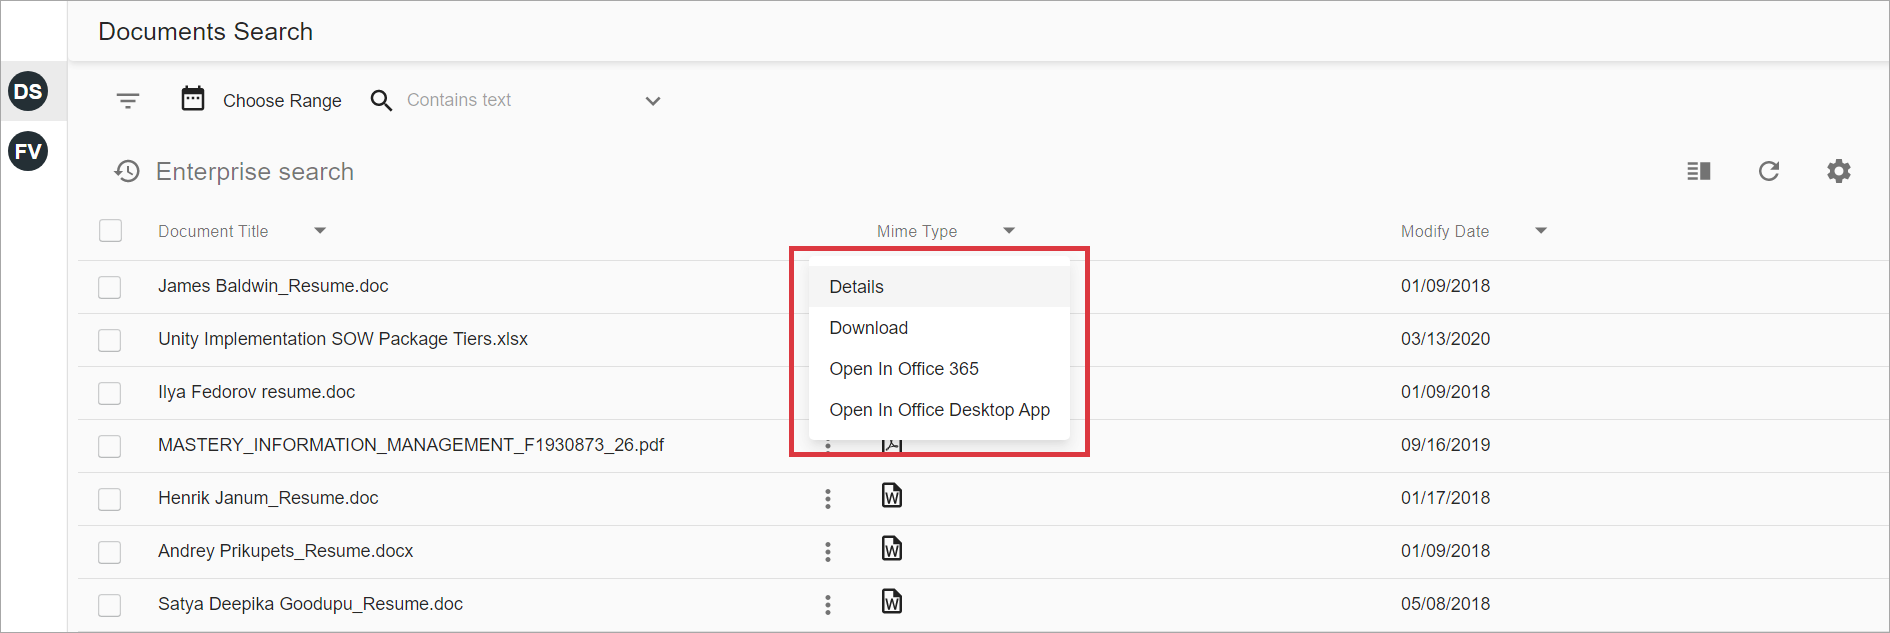 Documents Search
DS
FV
Choose Range
Contains text
Enterprise search
Document Title Mime Type Modify Date
James Baldwin_Resume.doc Details 01/09/2018
Download
Unity Implementation SOW Package Tiers.xlsx 03/13/2020
Open In Office 365
Ilya Fedorov resume.doc 01/09/2018
Open In Office Desktop App
MASTERY_INFORMATION_MANAGEMENT_F1930873_26.pdf 09/16/2019
Henrik Janum_Resume.doc W 01/17/2018
Andrey Prikupets_Resume.docx W 01/09/2018
Satya Deepika Goodupu_Resume.doc W 05/08/2018